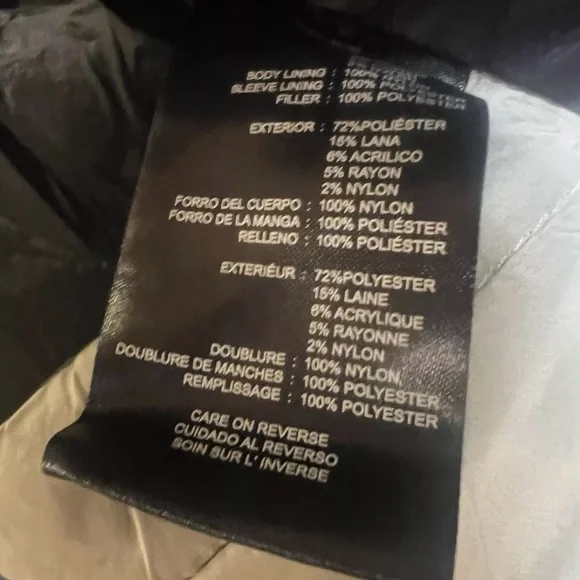 BODY LINING : 100% NYLON
SLEEVE LINING : 100% POLYESTER
FILLER : 100% POLYESTER
EXTERIOR : 72%POLIÉSTER
15% LANA
6% ACRILICO
5% RAYON
2% NYLON
FORRO DEL CUERPO : 100% NYLON
FORRO DE LA MANGA : 100% POLIÉSTER
RELLENO : 100% POLIÉSTER
EXTERIÉUR : 72%POLYESTER
15% LAINE
6% ACRYLIQUE
5% RAYONNE
2% NYLON
DOUBLURE : 100% NYLON
DOUBLURE DE MANCHES : 100% POLYESTER
REMPLISSAGE : 100% POLYESTER
CARE ON REVERSE
CUIDADO AL REVERSO
SOIN SUR L' INVERSE